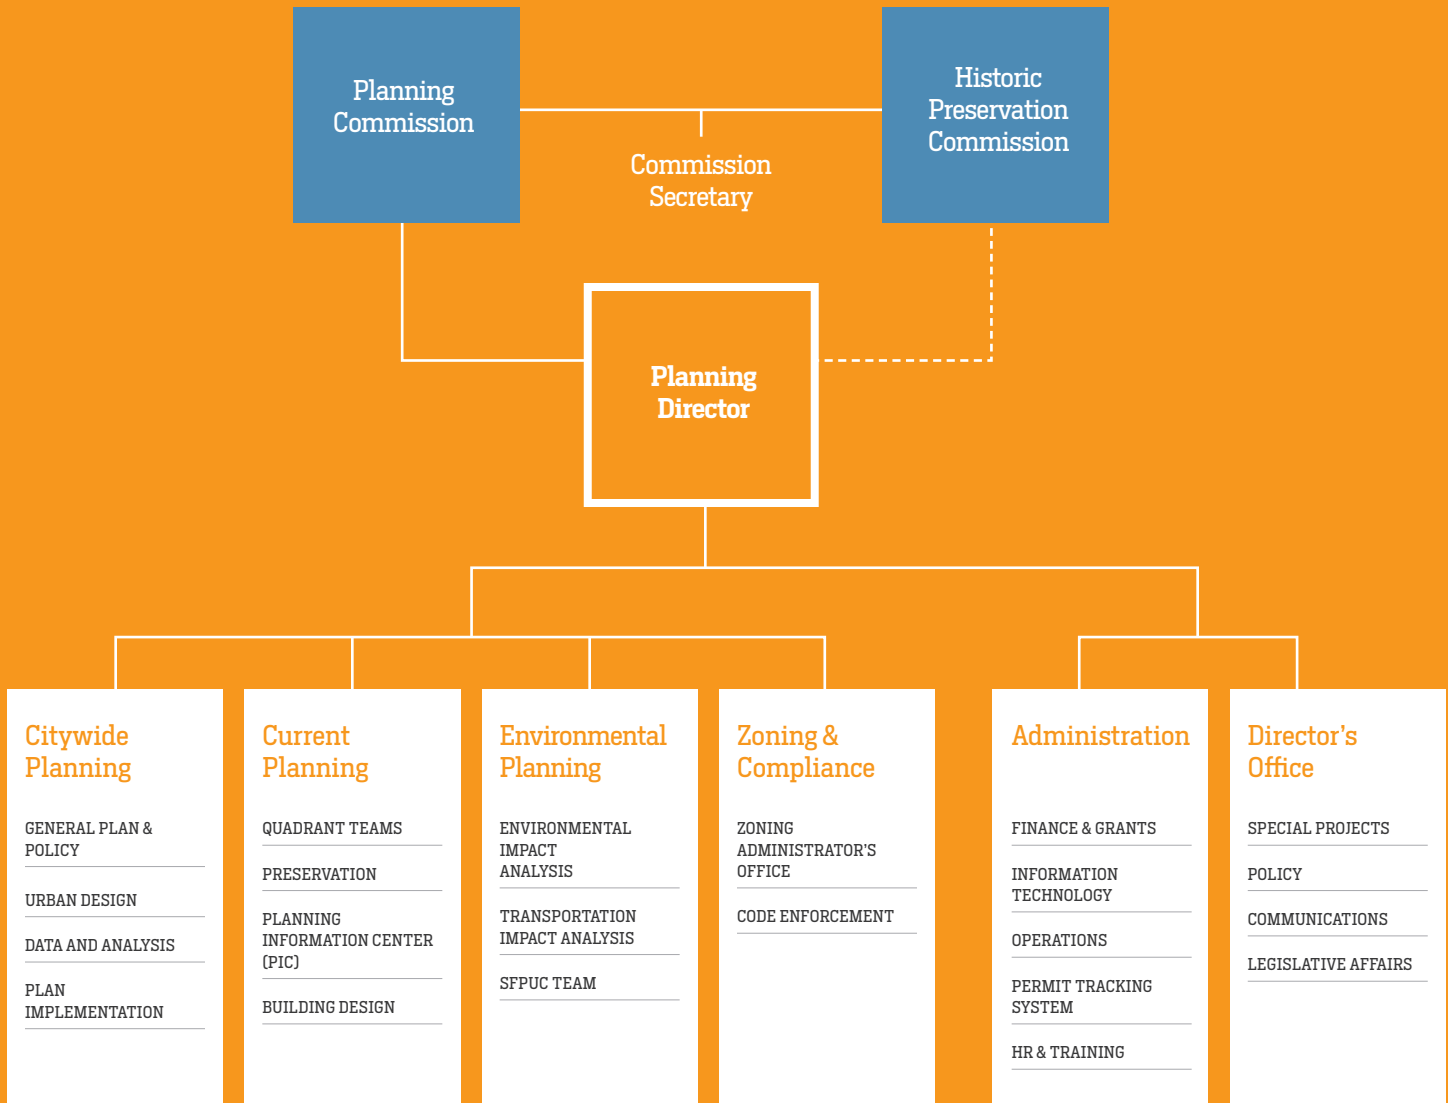 Planning
Commission
Historic
Preservation
Commission
Commission
Secretary
Planning
Director
Citywide
Planning
GENERAL PLAN &
POLICY
URBAN DESIGN
DATA AND ANALYSIS
PLAN
IMPLEMENTATION
Current
Planning
QUADRANT TEAMS
PRESERVATION
PLANNING
INFORMATION CENTER
(PIC)
BUILDING DESIGN
Environmental
Planning
ENVIRONMENTAL
IMPACT
ANALYSIS
TRANSPORTATION
IMPACT ANALYSIS
SFPUC TEAM
Zoning &
Compliance
ZONING
ADMINISTRATOR'S
OFFICE
CODE ENFORCEMENT
Administration
FINANCE & GRANTS
INFORMATION
TECHNOLOGY
OPERATIONS
PERMIT TRACKING
SYSTEM
HR & TRAINING
Director's
Office
SPECIAL PROJECTS
POLICY
COMMUNICATIONS
LEGISLATIVE AFFAIRS